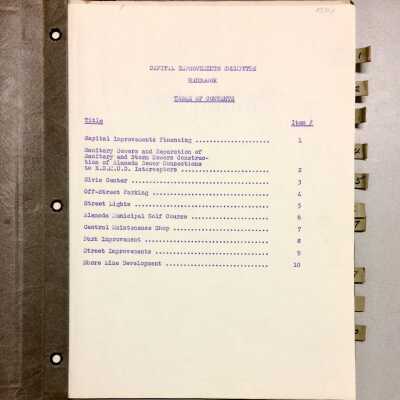 CAPITAL IMPROVEMENTS COMMITTEE
HANDBOOK
TABLE OF CONTENTS
Title Item #
Capital Improvements Financing .................... 1
Sanitary Sewers and Separation of
Sanitary and Storm Sewers Construc-
tion of Alameda Sewer Connections
to E.B.M.U.D. Interceptors ........................ 2
Civic Center ...................................... 3
Off-Street Parking ................................ 4
Street Lights ..................................... 5
Alameda Municipal Golf Course ..................... 6
Central Maintenance Shop .......................... 7
Park Improvement .................................. 8
Street Improvements ............................... 9
Shore Line Development ............................ 10